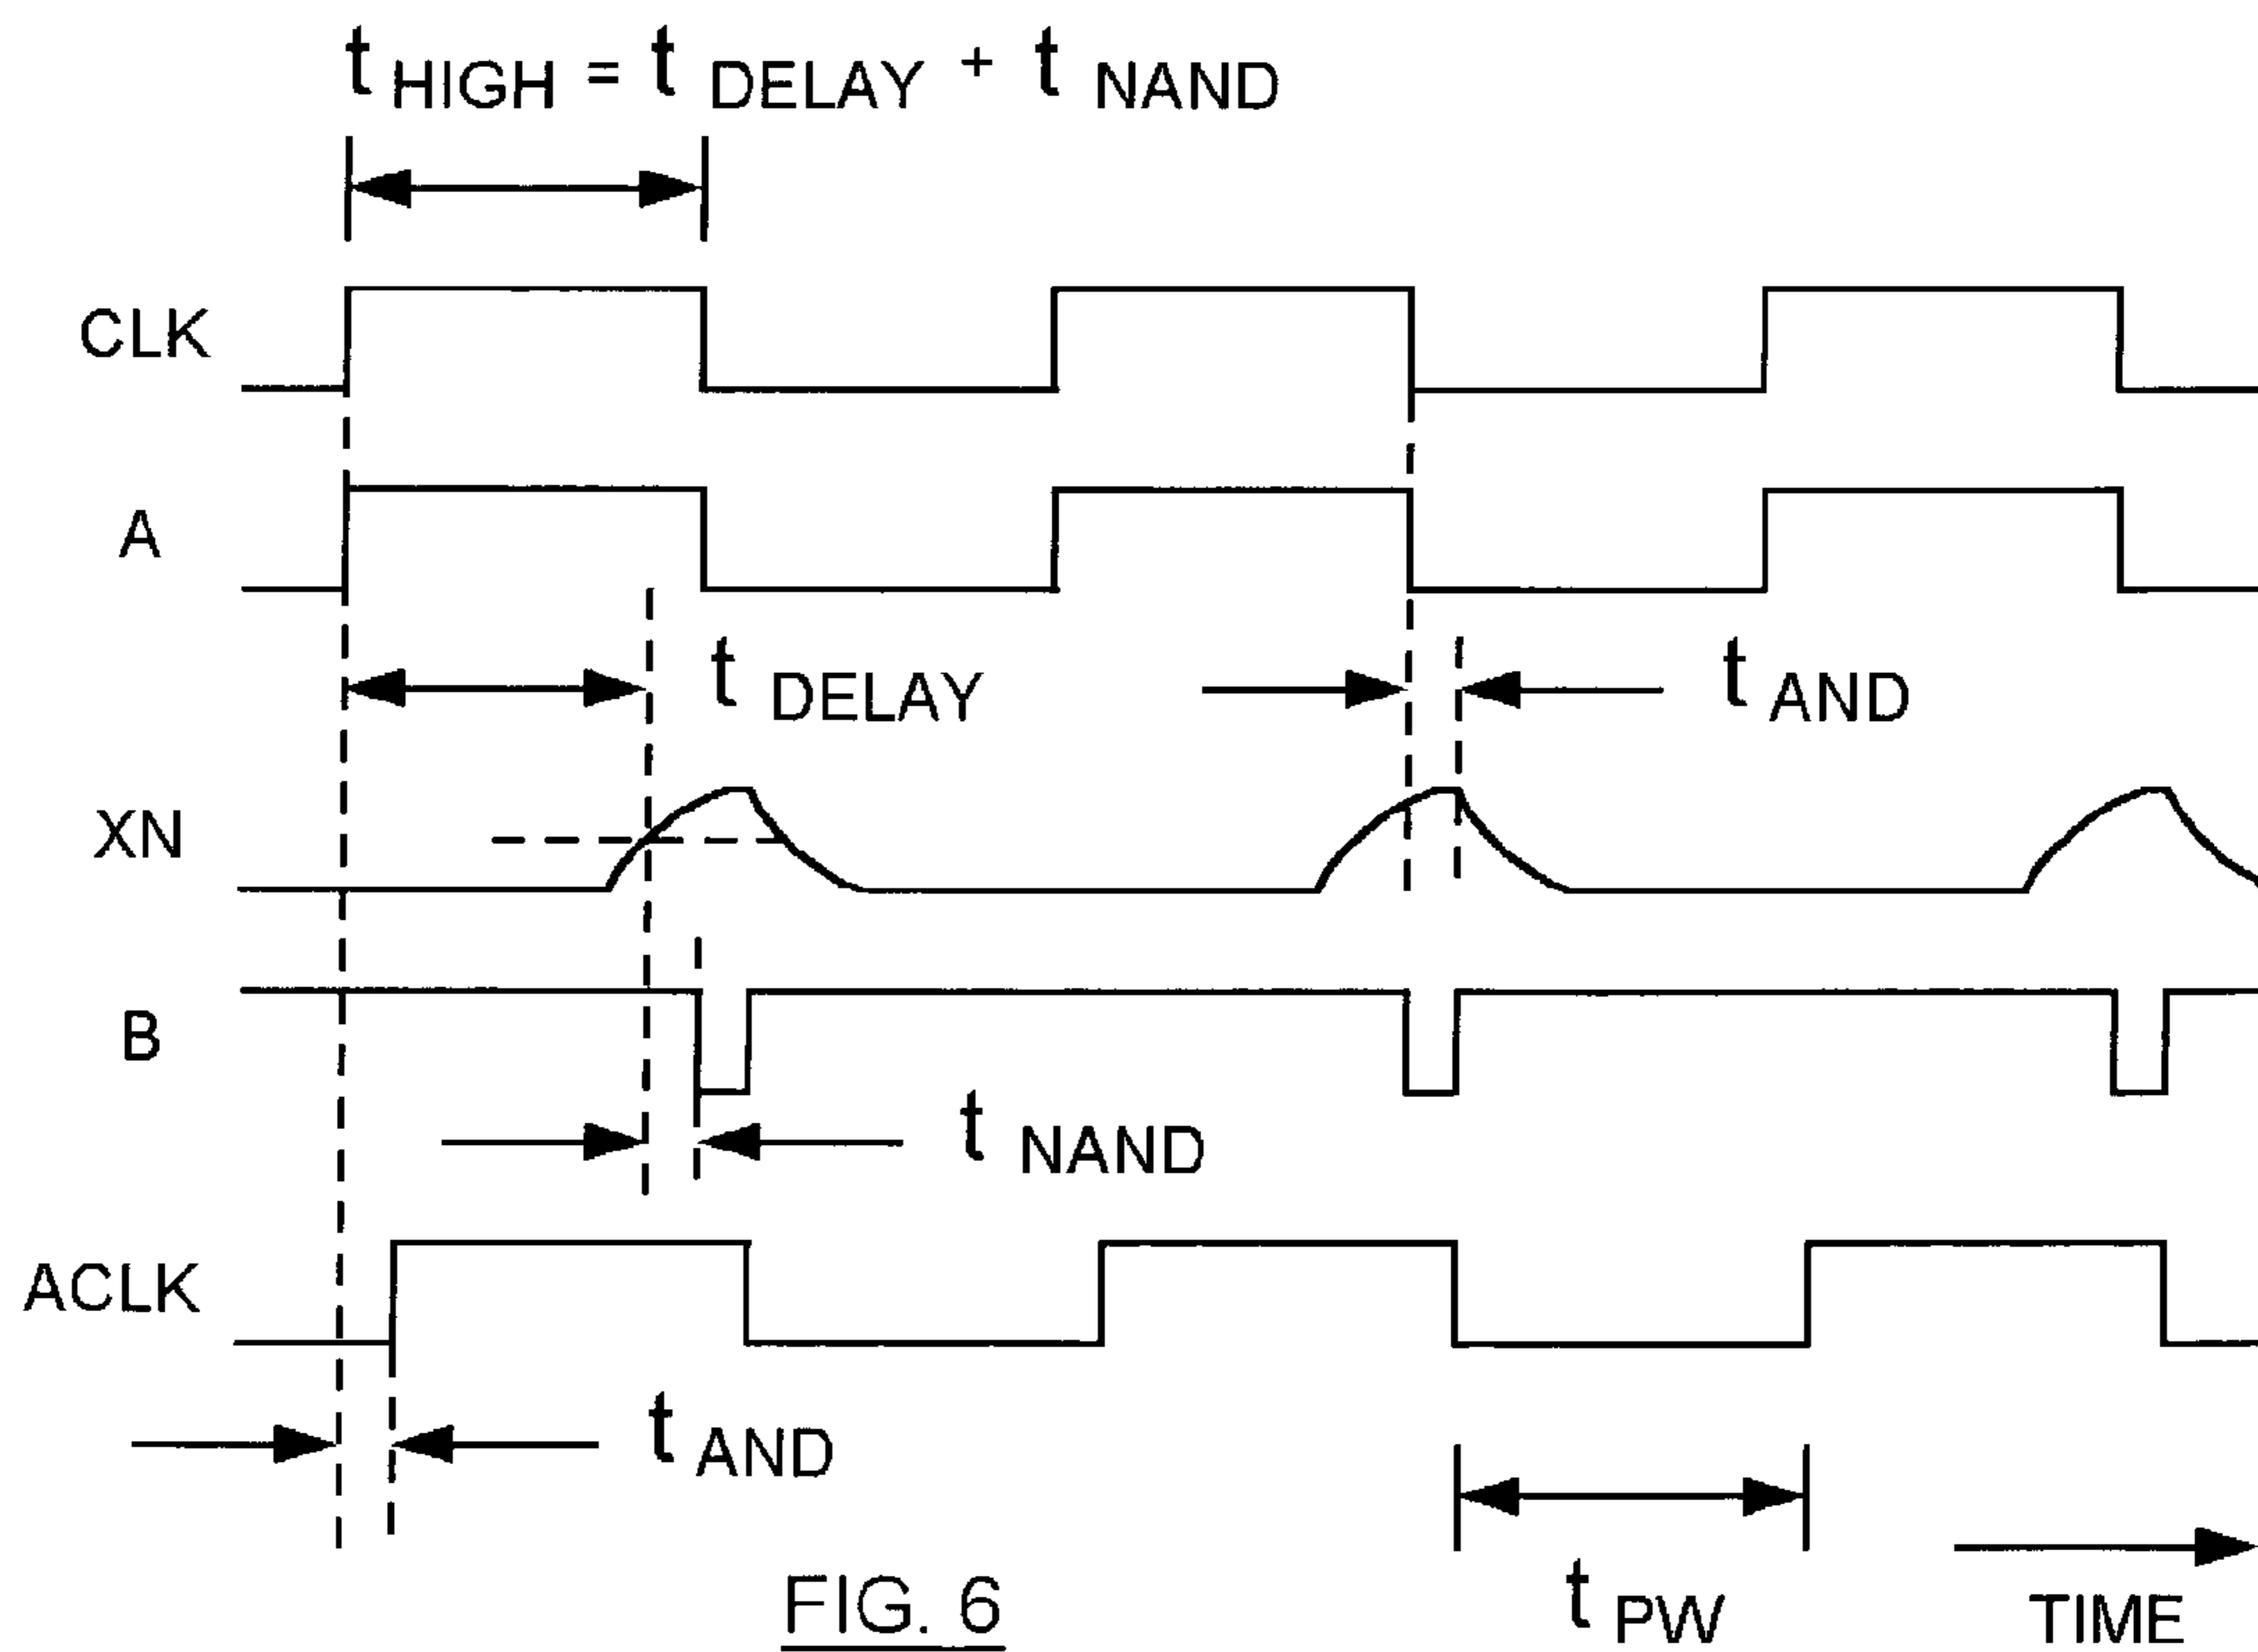 t HIGH = t DELAY + t NAND
CLK
A
t DELAY
t AND
XN
B
t NAND
ACLK
t AND
t PW
TIME
FIG. 6